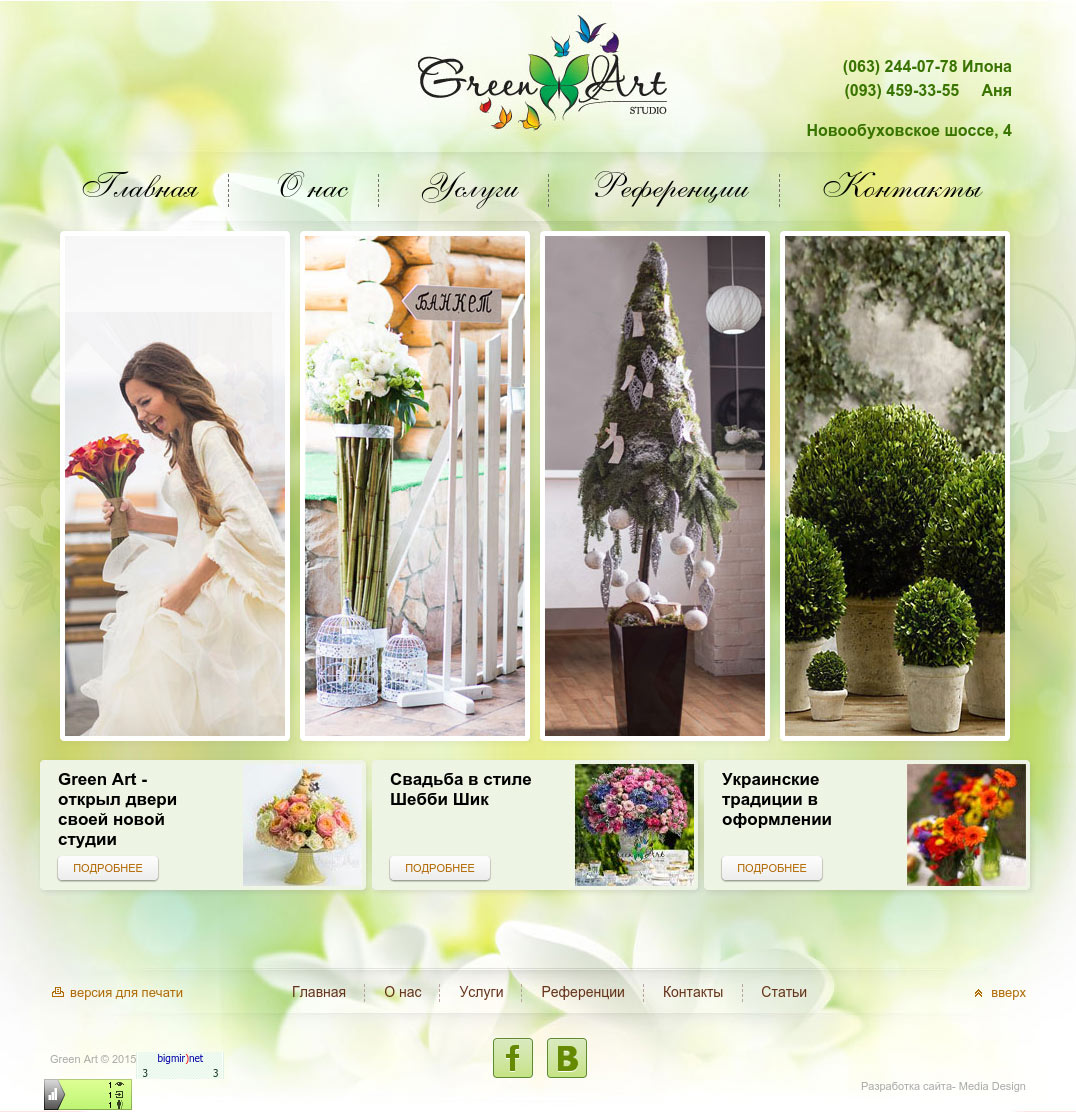 Green Art
STUDIO
(063) 244-07-78 Илона
(093) 459-33-55 Аня
Новообуховское шоссе, 4
Главная О нас Услуги Референции Контакты
БАНКЕТ
Green Art -
открыл двери
своей новой
студии
ПОДРОБНЕЕ
Свадьба в стиле
Шебби Шик
Green Art
ПОДРОБНЕЕ
Украинские
традиции в
оформлении
ПОДРОБНЕЕ
версия для печати Главная О нас Услуги Референции Контакты Статьи вверх
f B
Green Art © 2015
bigmir)net
3 3
1
1
1
Разработка сайта- Media Design